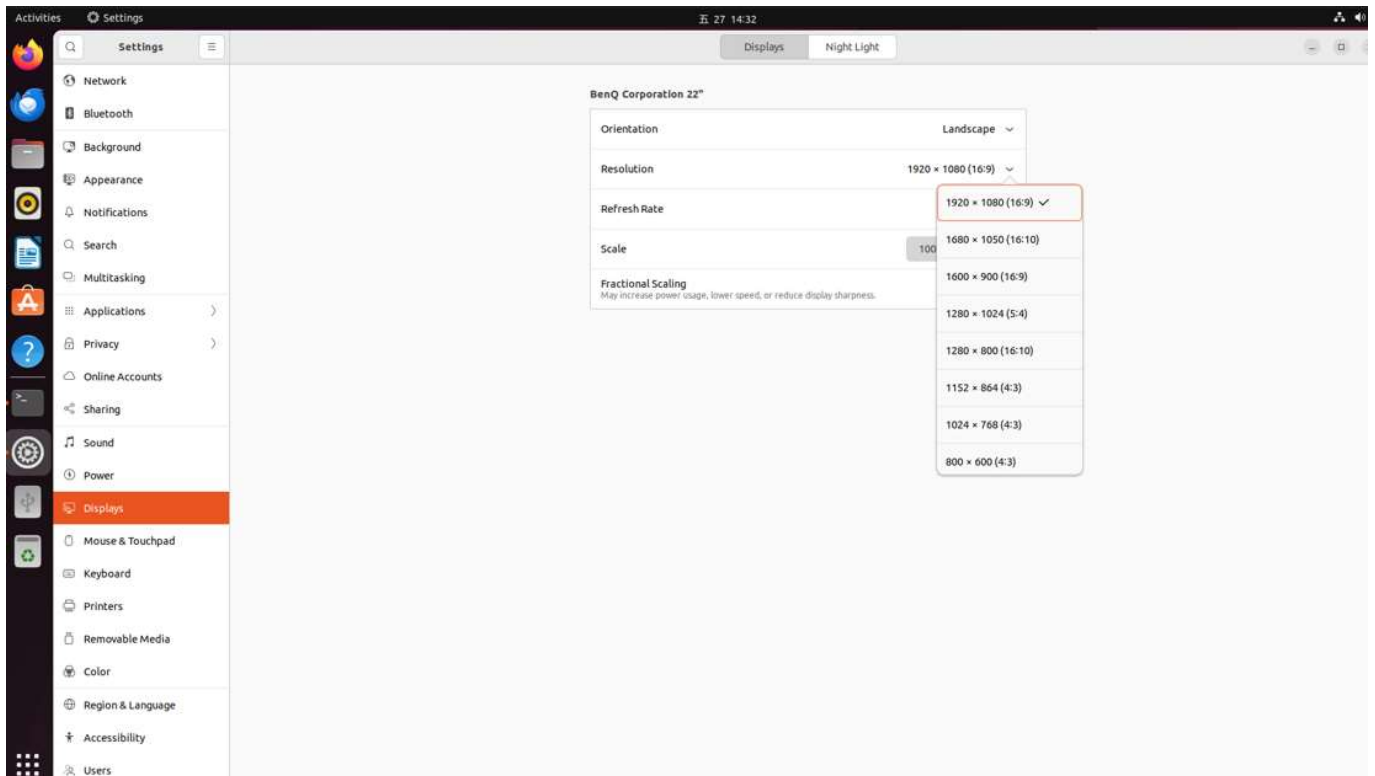 Activities Settings 五 27 14:32
Settings Displays Night Light
Network
Bluetooth
Background
Appearance
Notifications
Search
Multitasking
Applications
Privacy
Online Accounts
Sharing
Sound
Power
Displays
Mouse & Touchpad
Keyboard
Printers
Removable Media
Color
Region & Language
Accessibility
Users
BenQ Corporation 22"
Orientation Landscape
Resolution 1920 × 1080 (16:9)
Refresh Rate
Scale 100
Fractional Scaling
May increase power usage, lower speed, or reduce display sharpness.
1920 × 1080 (16:9)
1680 × 1050 (16:10)
1600 × 900 (16:9)
1280 × 1024 (5:4)
1280 × 800 (16:10)
1152 × 864 (4:3)
1024 × 768 (4:3)
800 × 600 (4:3)